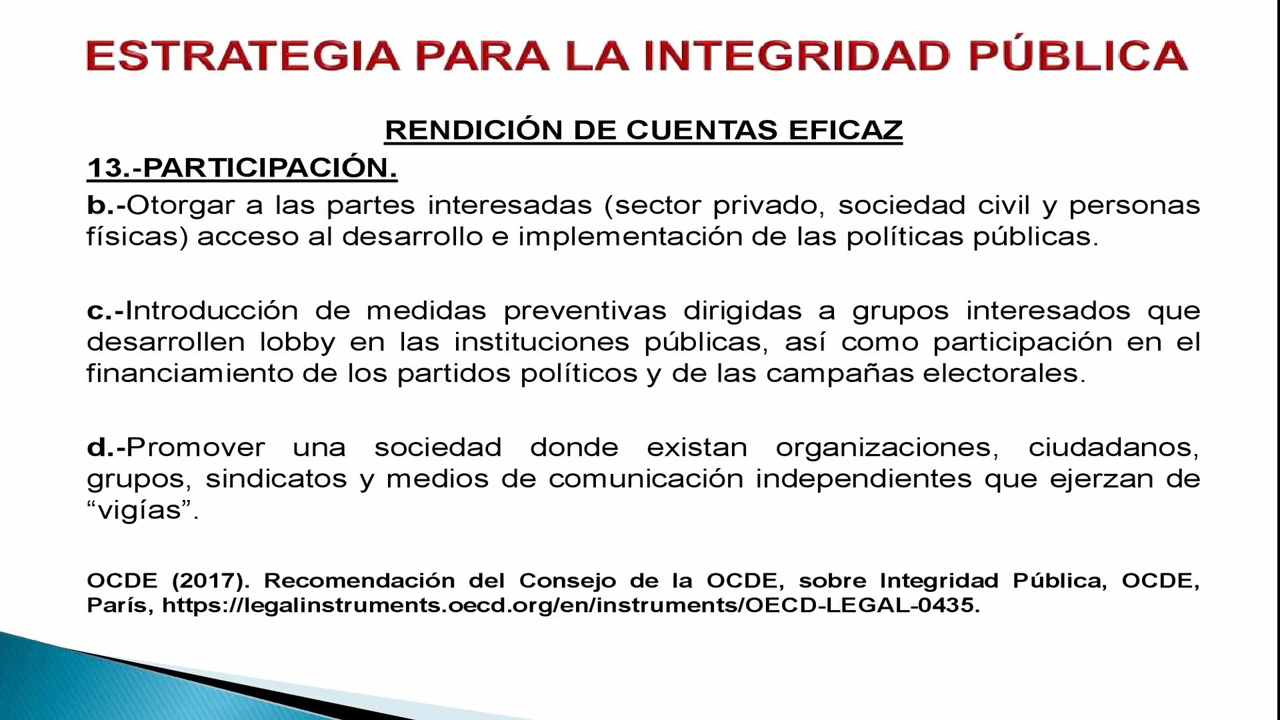 ESTRATEGIA PARA LA INTEGRIDAD PÚBLICA
RENDICIÓN DE CUENTAS EFICAZ
13.-PARTICIPACIÓN.
b.-Otorgar a las partes interesadas (sector privado, sociedad civil y personas
físicas) acceso al desarrollo e implementación de las políticas públicas.
c.-Introducción de medidas preventivas dirigidas a grupos interesados que
desarrollen lobby en las instituciones públicas, así como participación en el
financiamiento de los partidos políticos y de las campañas electorales.
d.-Promover una sociedad donde existan organizaciones, ciudadanos,
grupos, sindicatos y medios de comunicación independientes que ejerzan de
“vigías”.
OCDE (2017). Recomendación del Consejo de la OCDE, sobre Integridad Pública, OCDE,
París, https://legalinstruments.oecd.org/en/instruments/OECD-LEGAL-0435.